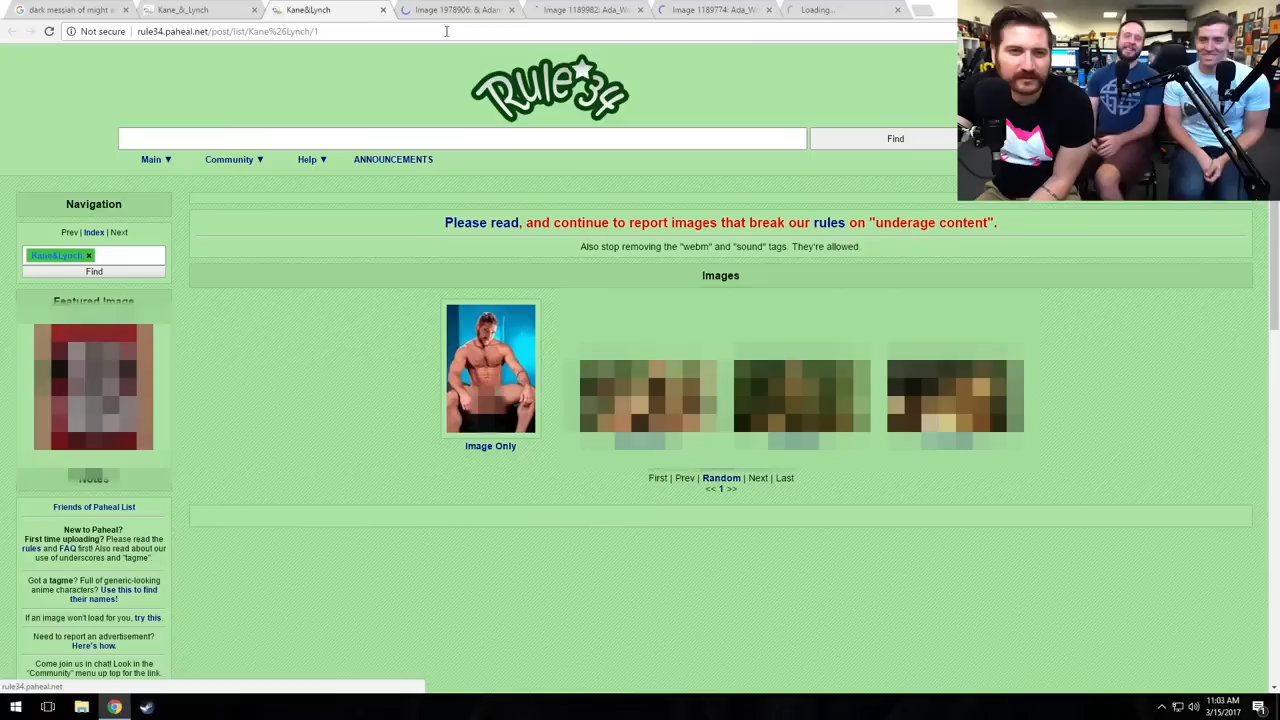 dark messiah of might
Kane_&_Lynch
Kane&Lynch
Image 1978906: & Adam
Image 1189982: Ada_Wo
Image 1189774: Ada_Wo
Loading...
Not secure | rule34.paheal.net/post/list/Kane%26Lynch/1
Rule34
Find
Main ▼ Community ▼ Help ▼ ANNOUNCEMENTS
Navigation
Prev | Index | Next
Kane&Lynch ×
Find
Featured Image
Notes
Friends of Paheal List
New to Paheal?
First time uploading? Please read the
rules and FAQ first! Also read about our
use of underscores and "tagme".
Got a tagme? Full of generic-looking
anime characters? Use this to find
their names!
If an image won't load for you, try this.
Need to report an advertisement?
Here's how.
Come join us in chat! Look in the
"Community" menu up top for the link.
Please read, and continue to report images that break our rules on "underage content".
Also stop removing the "webm" and "sound" tags. They're allowed.
Images
Image Only
First | Prev | Random | Next | Last
<< 1 >>
rule34.paheal.net
11:03 AM
3/15/2017